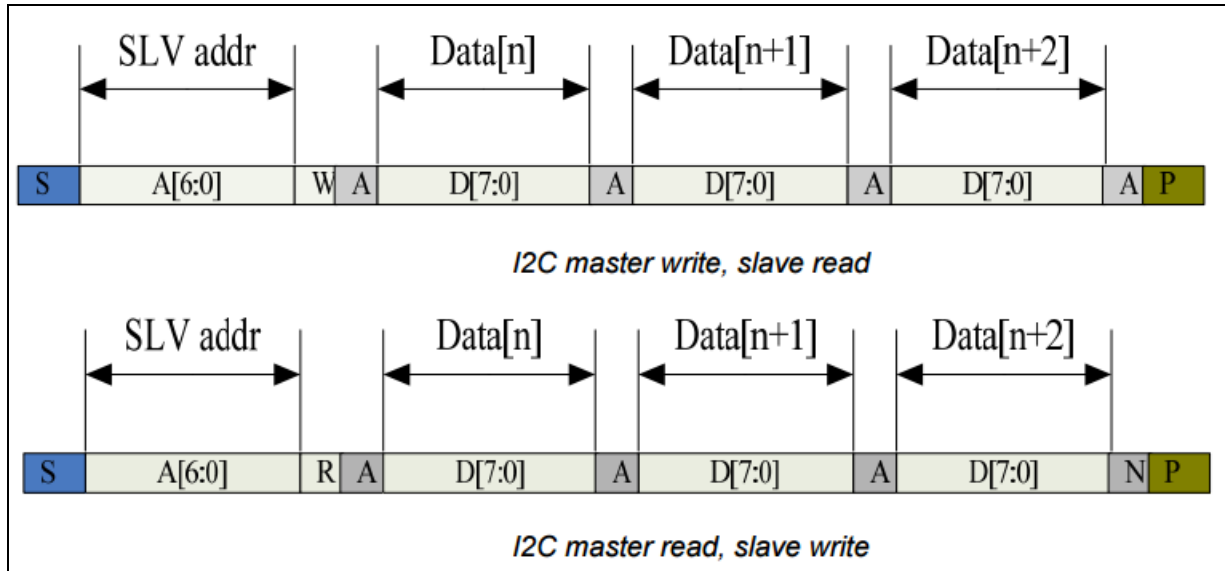 SLV addr Data[n] Data[n+1] Data[n+2]
S A[6:0] W A D[7:0] A D[7:0] A D[7:0] A P
I2C master write, slave read
SLV addr Data[n] Data[n+1] Data[n+2]
S A[6:0] R A D[7:0] A D[7:0] A D[7:0] N P
I2C master read, slave write